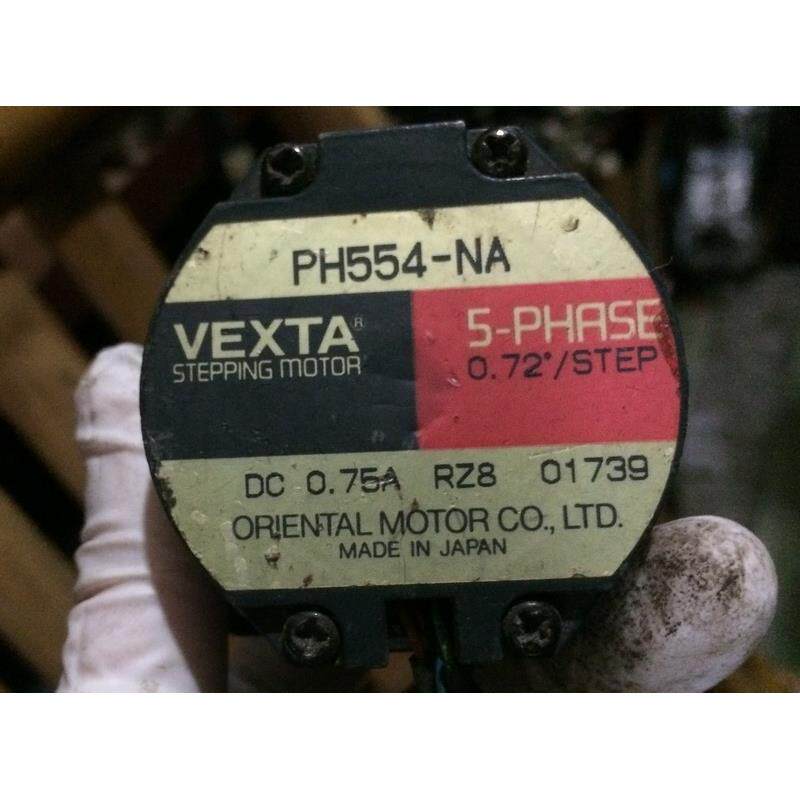 PH554-NA
VEXTA®
STEPPING MOTOR
5-PHASE
0.72°/STEP
DC 0.75A RZ8 01739
ORIENTAL MOTOR CO., LTD.
MADE IN JAPAN